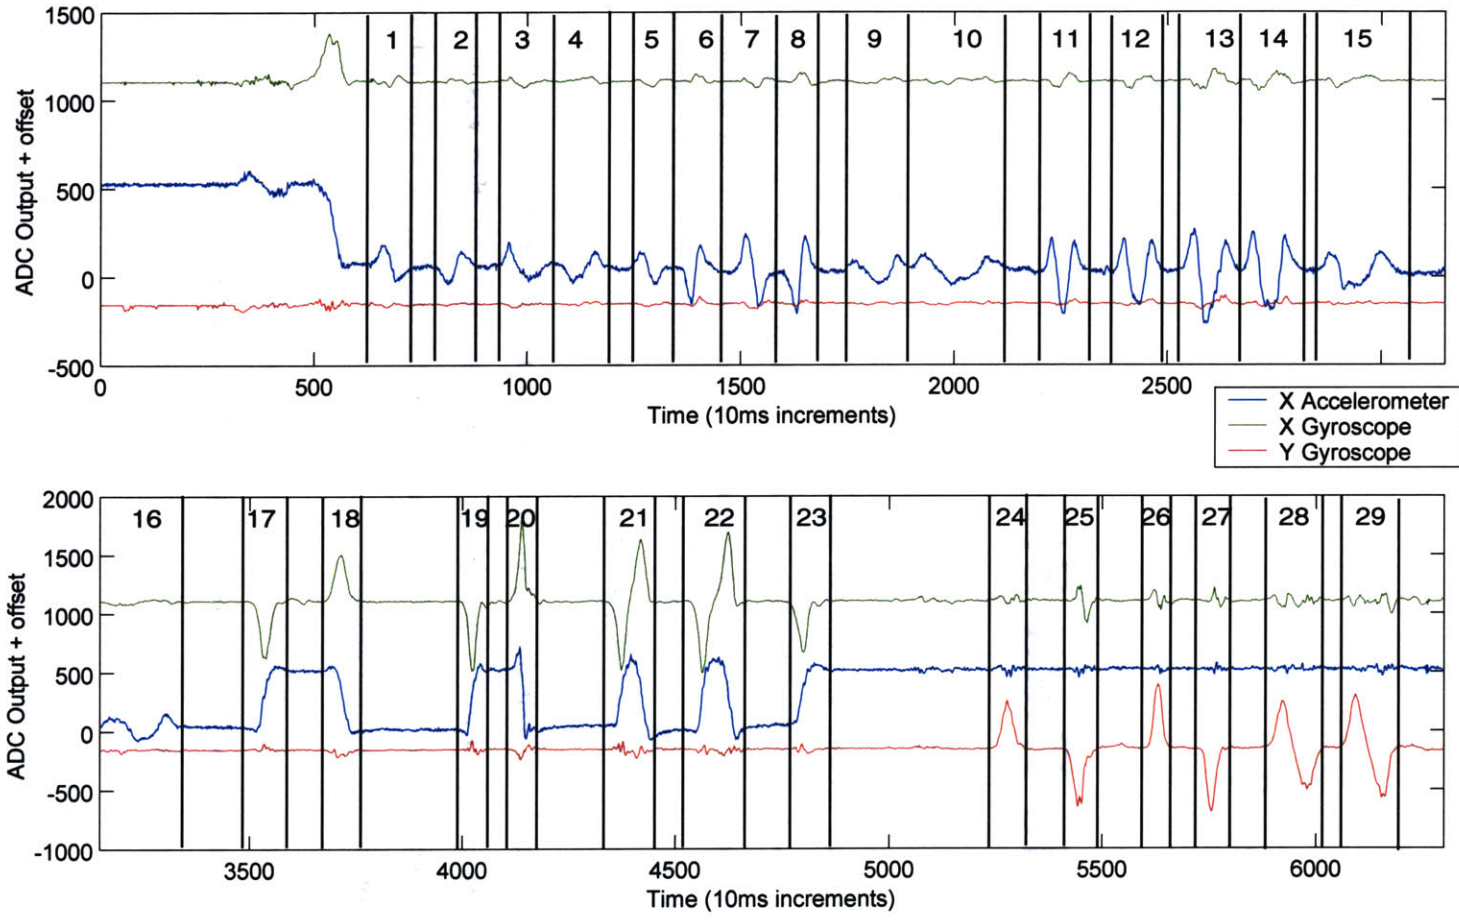 1500
1 2 3 4 5 6 7 8 9 10 11 12 13 14 15
1000
500
0
-500
ADC Output + offset
0 500 1000 1500 2000 2500
Time (10ms increments)
X Accelerometer
X Gyroscope
Y Gyroscope
2000
16 17 18 19 20 21 22 23 24 25 26 27 28 29
1500
1000
500
0
-500
-1000
ADC Output + offset
3500 4000 4500 5000 5500 6000
Time (10ms increments)